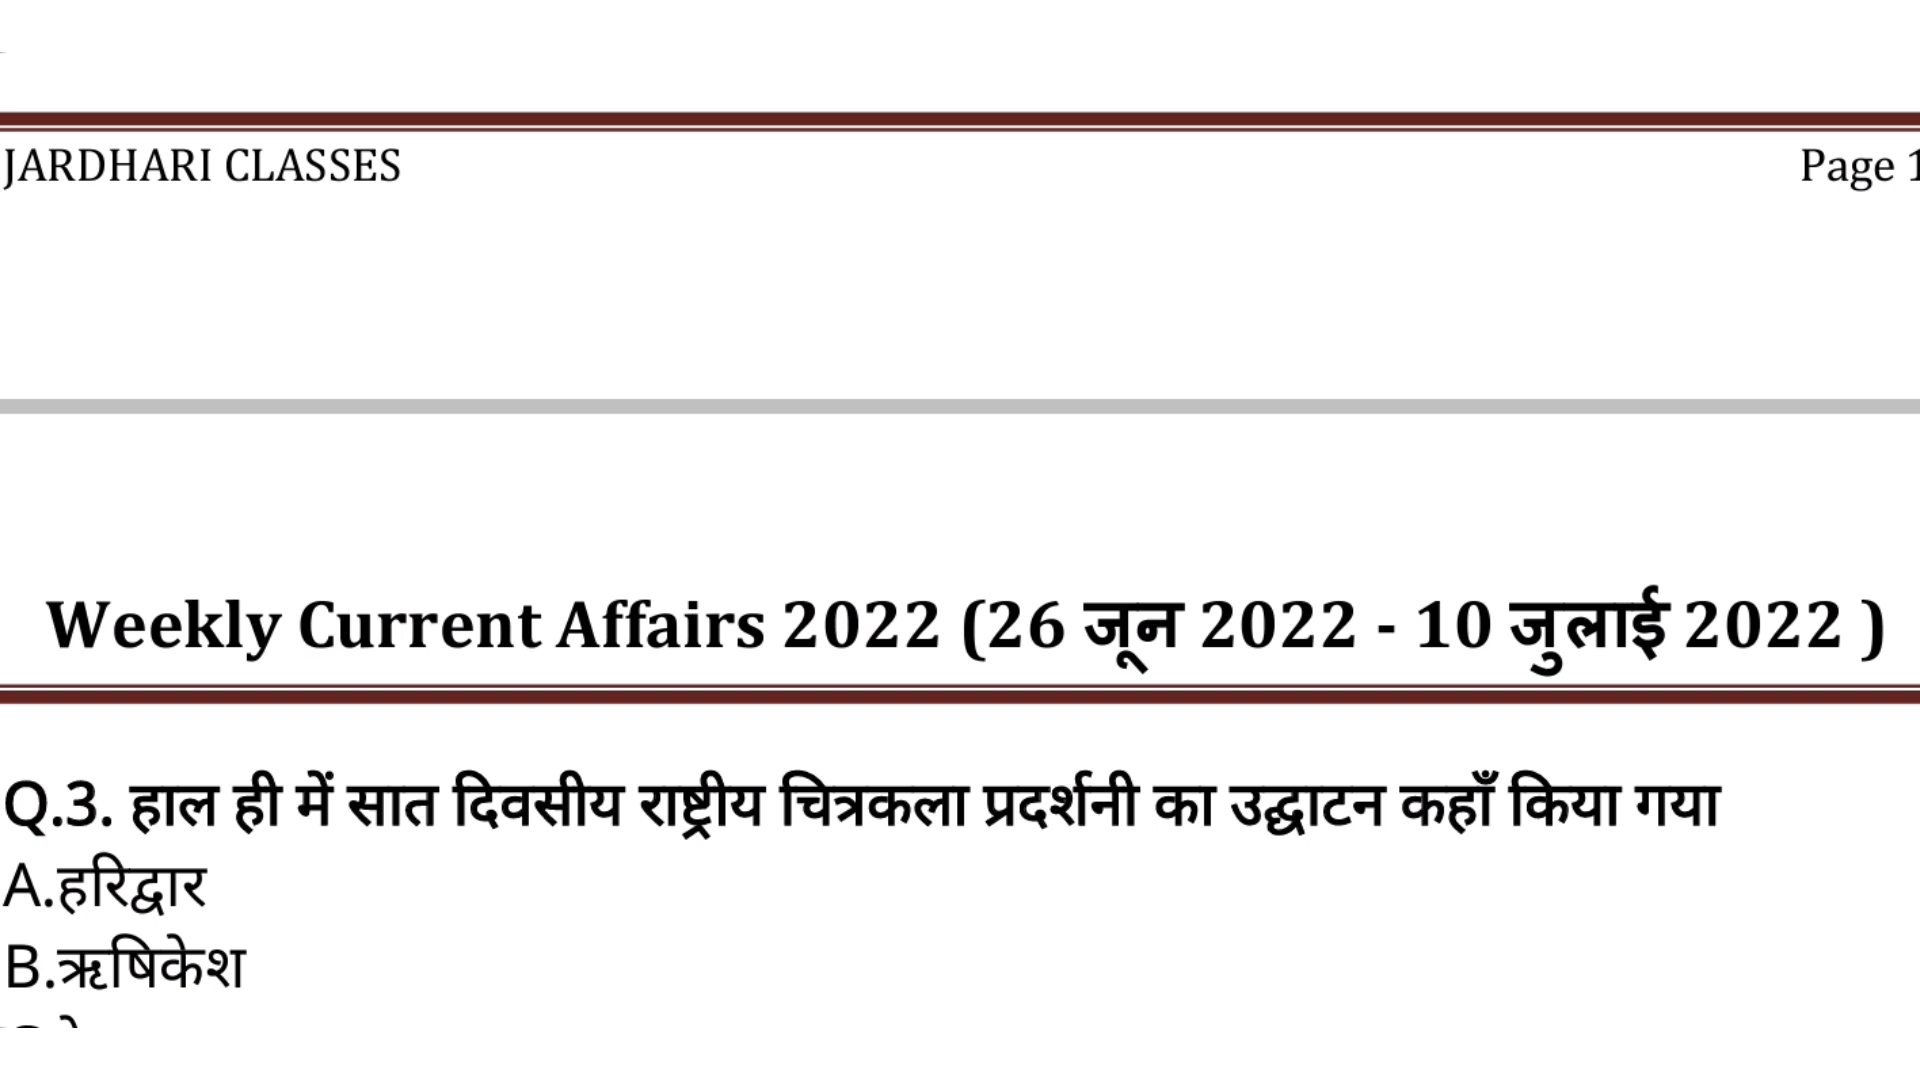 JARDHARI CLASSES
Page 1
Weekly Current Affairs 2022 (26 जून 2022 - 10 जुलाई 2022 )
Q.3. हाल ही में सात दिवसीय राष्ट्रीय चित्रकला प्रदर्शनी का उद्घाटन कहाँ किया गया
A.हरिद्वार
B.ऋषिकेश